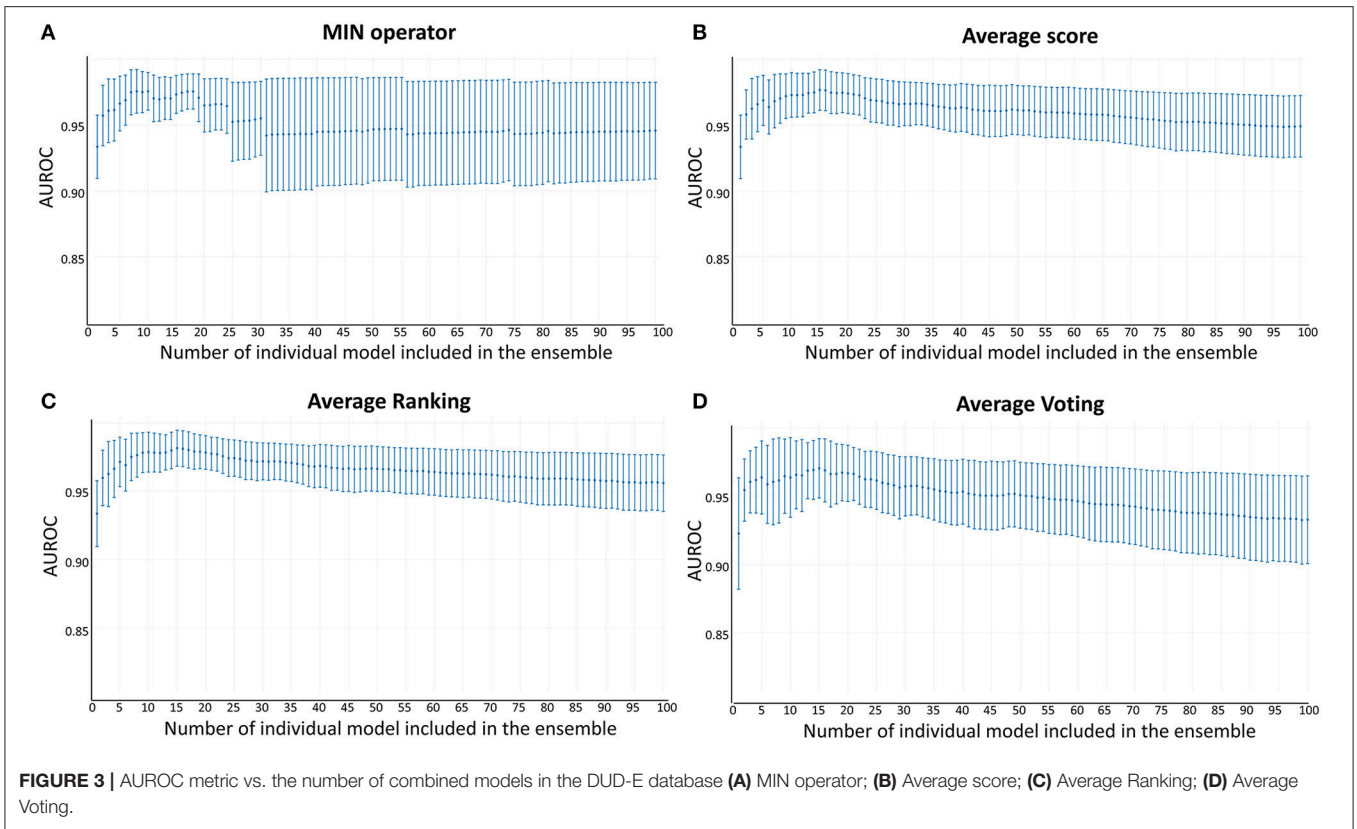 A
MIN operator
AUROC
0.95
0.90
0.85
0 5 10 15 20 25 30 35 40 45 50 55 60 65 70 75 80 85 90 95 100
Number of individual model included in the ensemble
B
Average score
AUROC
0.95
0.90
0.85
0 5 10 15 20 25 30 35 40 45 50 55 60 65 70 75 80 85 90 95 100
Number of individual model included in the ensemble
C
Average Ranking
AUROC
0.95
0.90
0.85
0 5 10 15 20 25 30 35 40 45 50 55 60 65 70 75 80 85 90 95 100
Number of individual model included in the ensemble
D
Average Voting
AUROC
0.95
0.90
0.85
0 5 10 15 20 25 30 35 40 45 50 55 60 65 70 75 80 85 90 95 100
Number of individual model included in the ensemble
FIGURE 3 | AUROC metric vs. the number of combined models in the DUD-E database (A) MIN operator; (B) Average score; (C) Average Ranking; (D) Average
Voting.